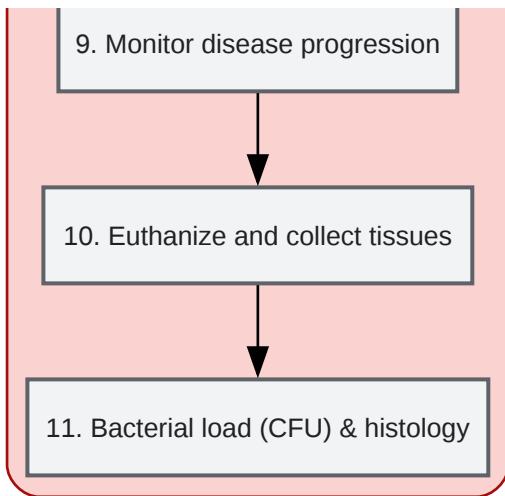 9. Monitor disease progression
10. Euthanize and collect tissues
11. Bacterial load (CFU) & histology